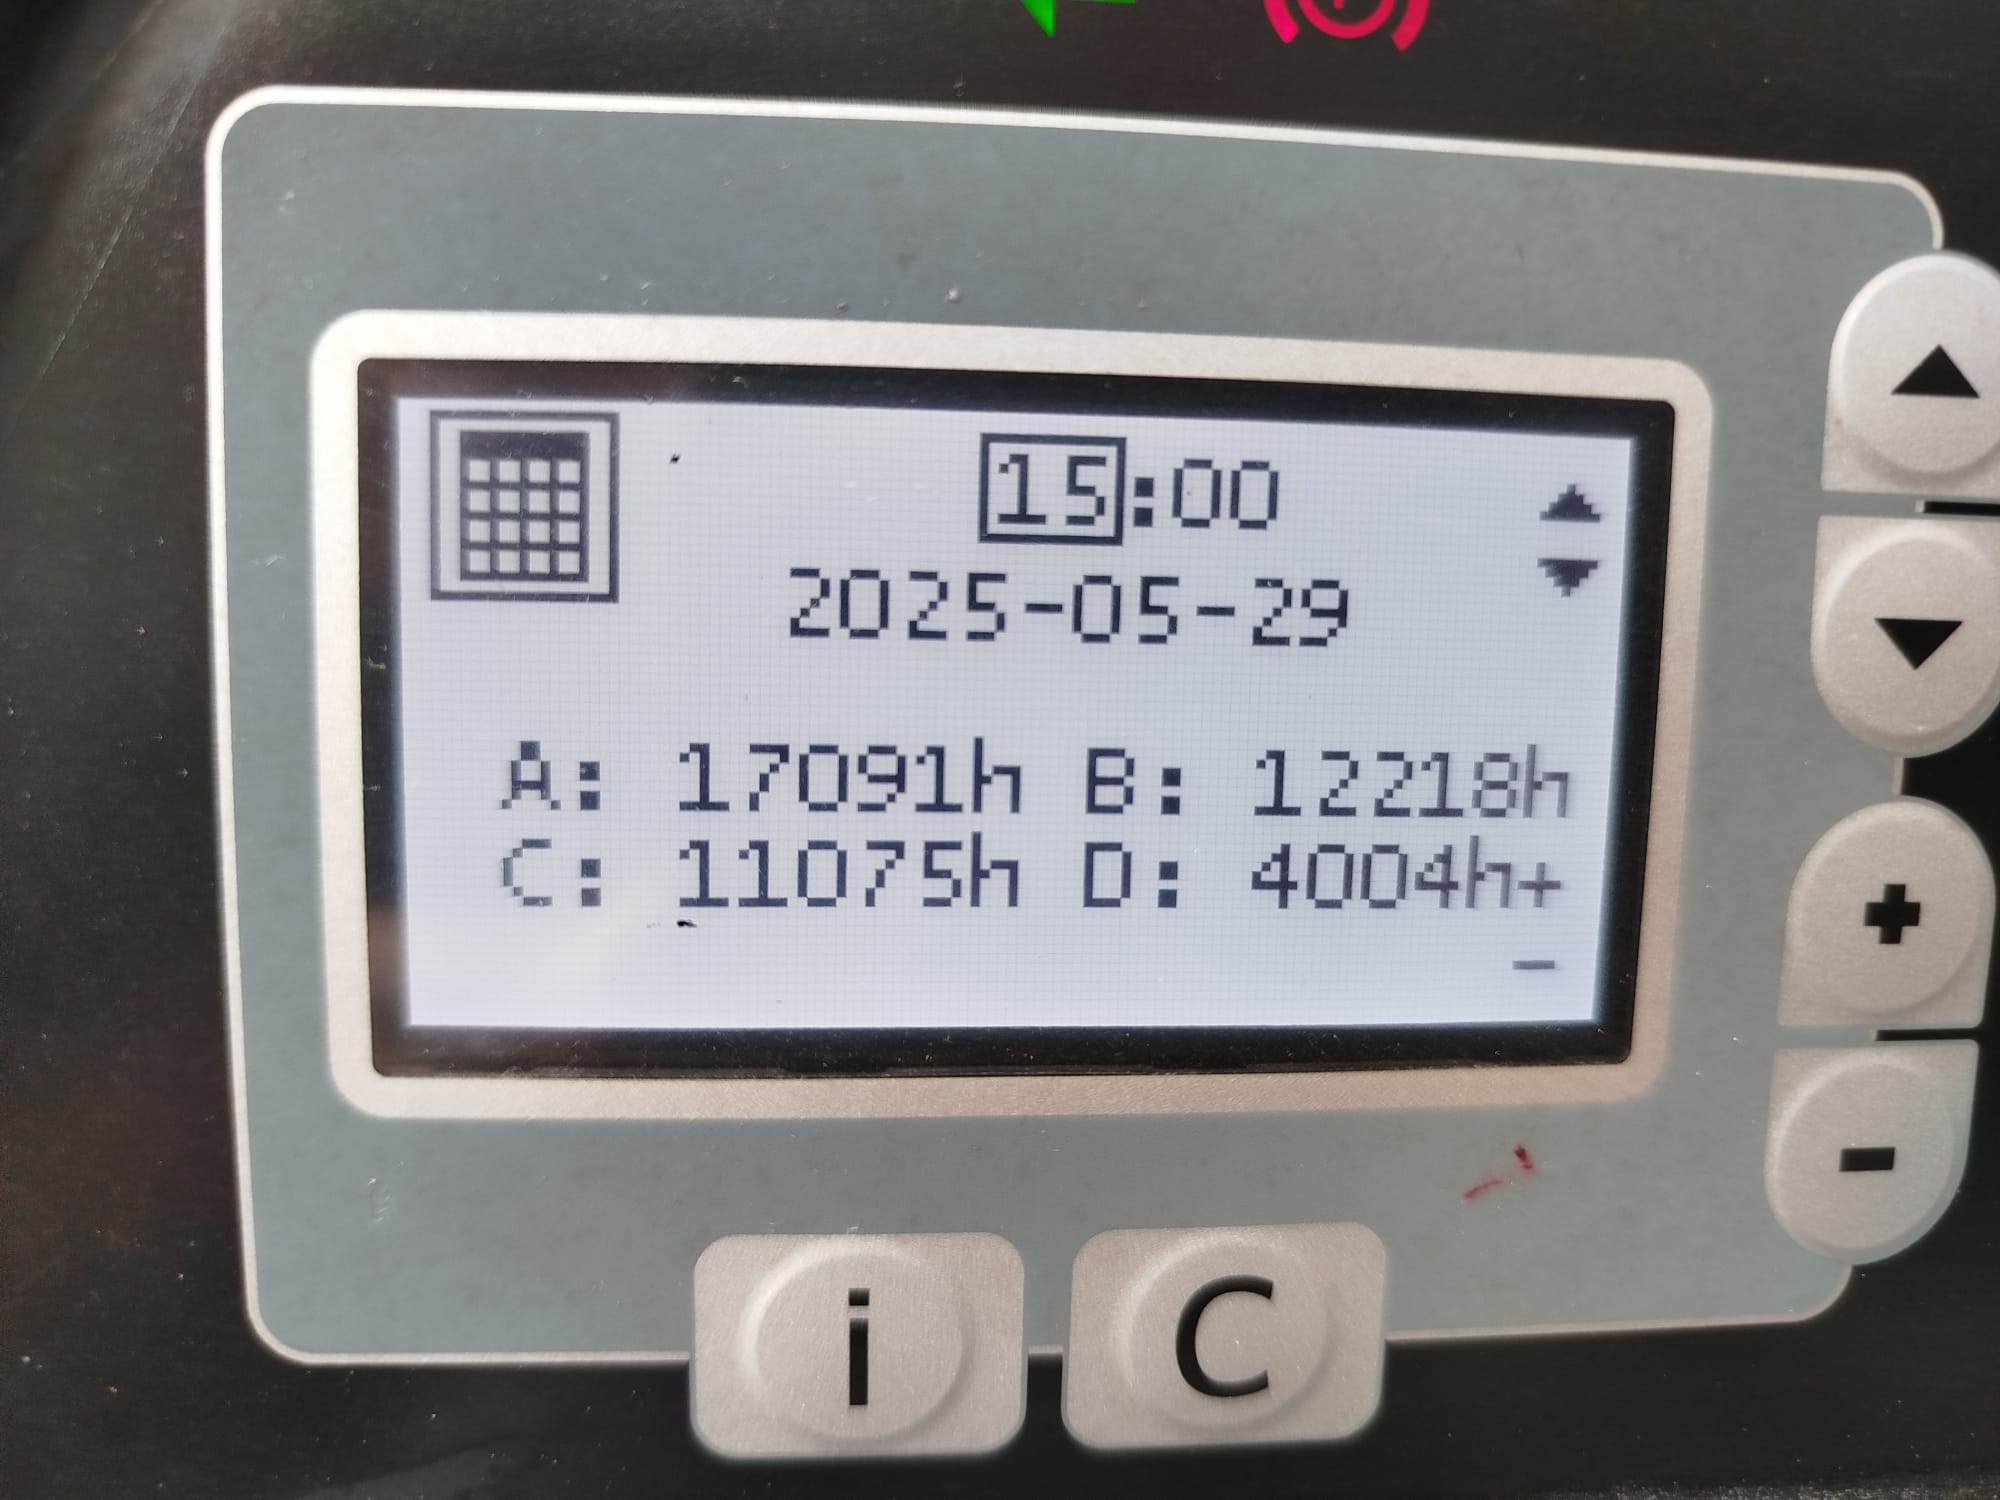 15:00
2025-05-29
A: 17091h B: 12218h
C: 11075h D: 4004h+
-
+
-
i C